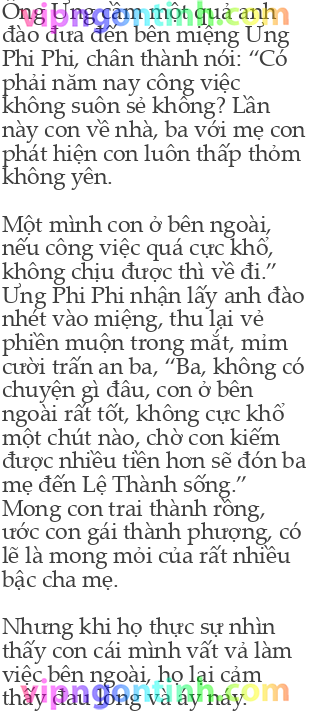 Ông Ưng cầm một quả anh
đào đưa đến bên miệng Ưng
Phi Phi, chân thành nói: “Có
phải năm nay công việc
không suôn sẻ không? Lần
này con về nhà, ba với mẹ con
phát hiện con luôn thấp thỏm
không yên.
Một mình con ở bên ngoài,
nếu công việc quá cực khổ,
không chịu được thì về đi.”
Ưng Phi Phi nhận lấy anh đào
nhét vào miệng, thu lại vẻ
phiền muộn trong mắt, mỉm
cười trấn an ba, “Ba, không có
chuyện gì đâu, con ở bên
ngoài rất tốt, không cực khổ
một chút nào, chờ con kiếm
được nhiều tiền hơn sẽ đón ba
mẹ đến Lệ Thành sống.”
Mong con trai thành rồng,
ước con gái thành phượng, có
lẽ là mong mỏi của rất nhiều
bậc cha mẹ.
Nhưng khi họ thực sự nhìn
thấy con cái mình vất vả làm
việc bên ngoài, họ lại cảm
thấy đau lòng và áy náy.
vipngontinh.com
vipngontinh.com